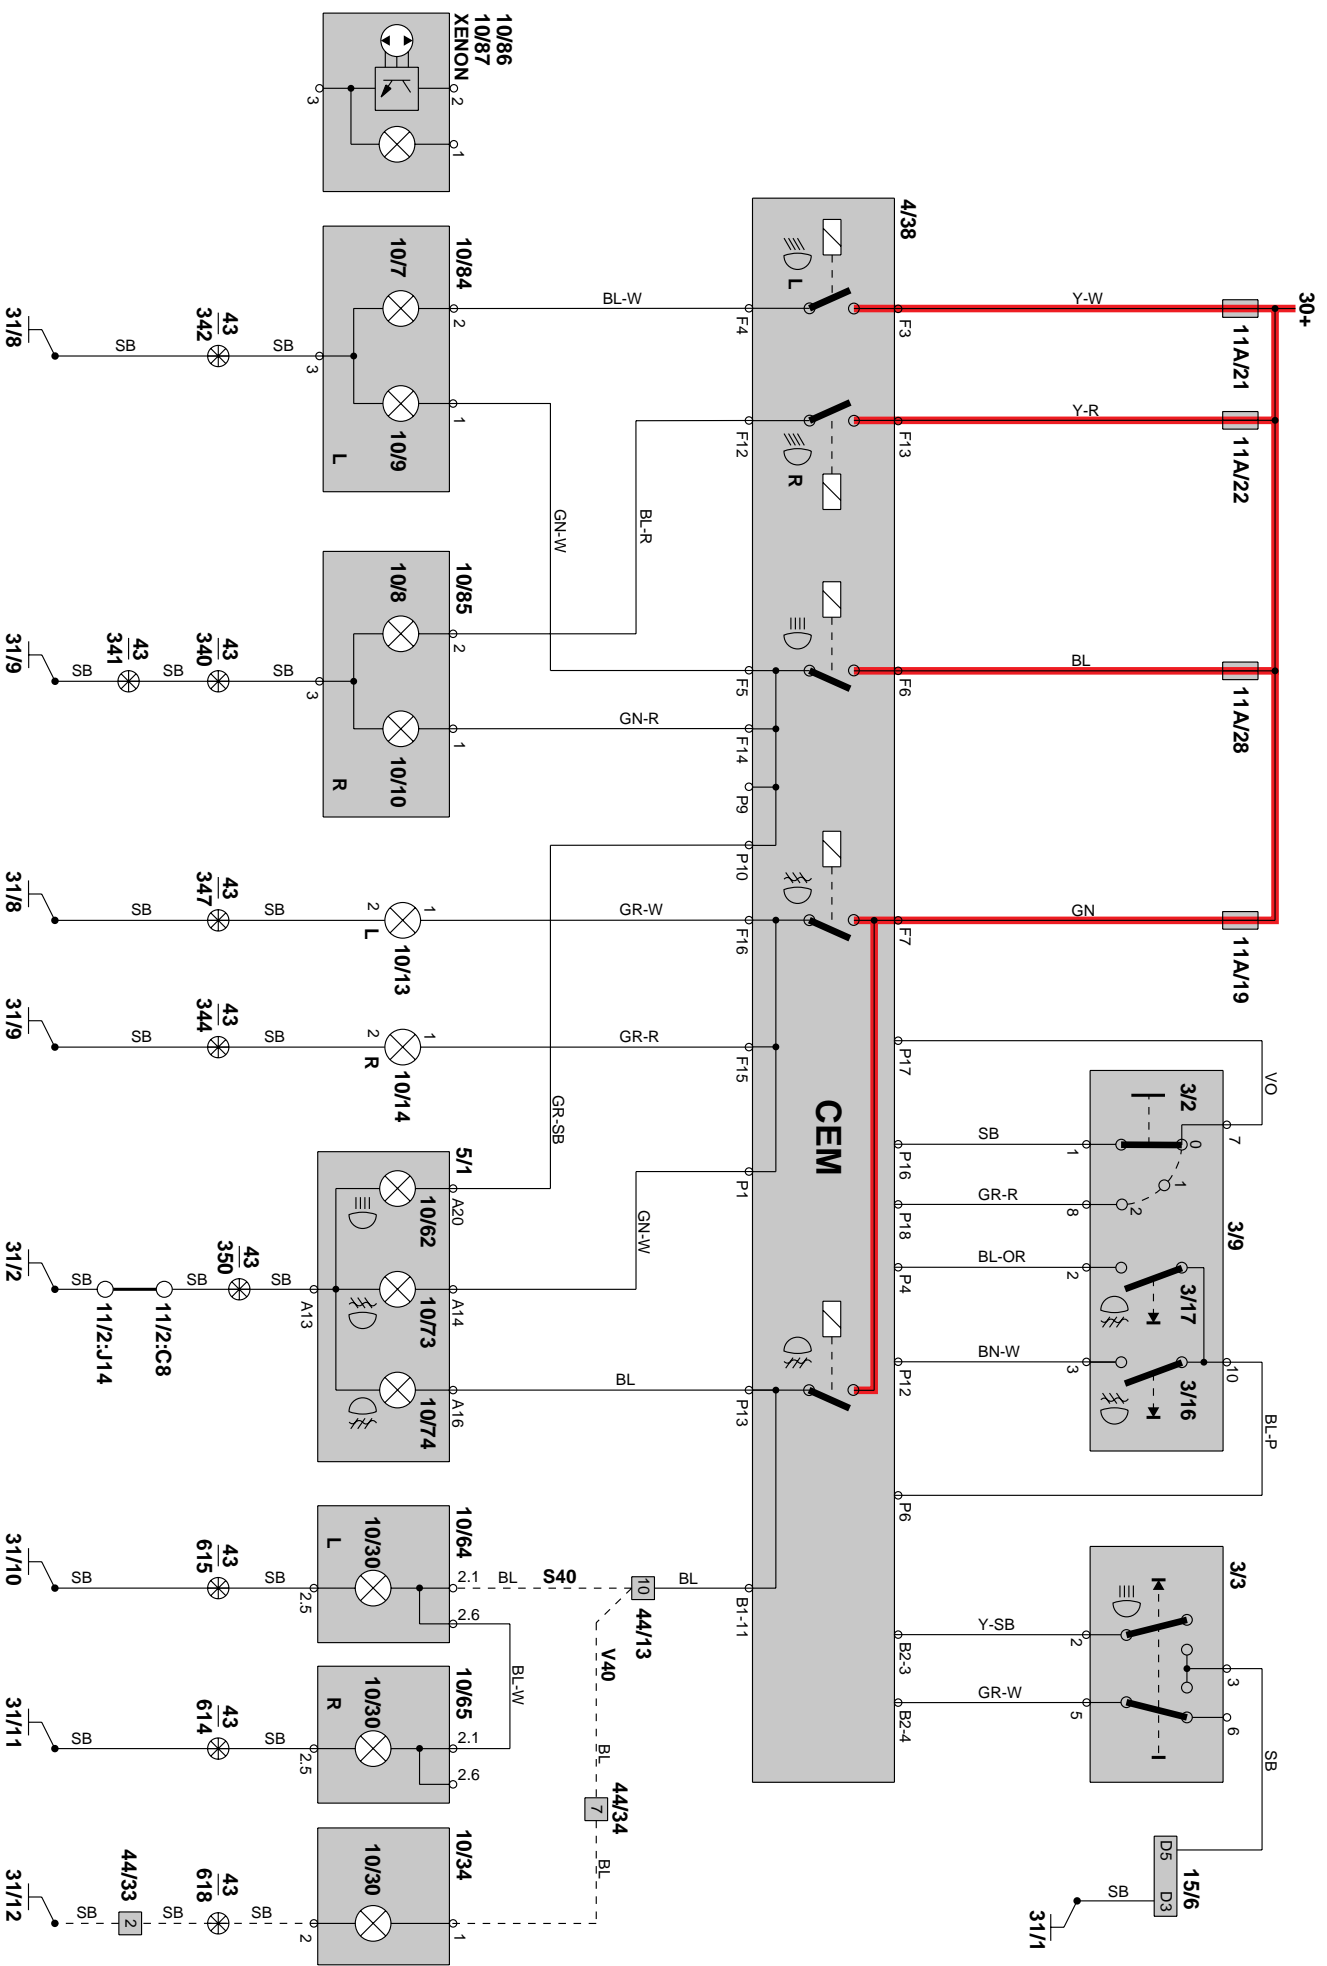 10/86
10/87
XENON
2
1
3
30+
11A/21
11A/22
11A/28
11A/19
Y-W
Y-R
BL
GN
4/38
F3
F13
F6
F7
P17
P16
P18
P4
P12
P6
B2-3
B2-4
L
R
CEM
F4
F12
F5
F14
P9
P10
F16
F15
P1
P13
B1-11
VO
SB
GR-R
BL-OR
BN-W
BL-P
3/9
3/2
0
1
2
7
1
8
2
3
10
3/17
3/16
3/3
2
3
5
6
Y-SB
GR-W
SB
15/6
D5
D3
SB
31/1
BL-W
BL-R
GN-W
GN-R
GR-W
GR-R
GR-SB
GN-W
BL
BL
10/84
2
1
10/7
10/9
3
L
SB
43
342
SB
31/8
10/85
2
1
10/8
10/10
3
R
SB
43
340
SB
43
341
SB
31/9
1
10/13
2
L
SB
43
347
SB
31/8
1
10/14
2
R
SB
43
344
SB
31/9
5/1
A20
A14
A16
10/62
10/73
10/74
A13
SB
43
350
SB
11/2:C8
11/2:J14
SB
31/2
10
44/13
S40
BL
V40
BL
7
44/34
BL
10/64
2.1
2.6
10/30
L
2.5
SB
43
615
SB
31/10
BL-W
10/65
2.1
2.6
10/30
R
2.5
SB
43
614
SB
31/11
10/34
1
10/30
2
SB
43
618
SB
2
44/33
SB
31/12